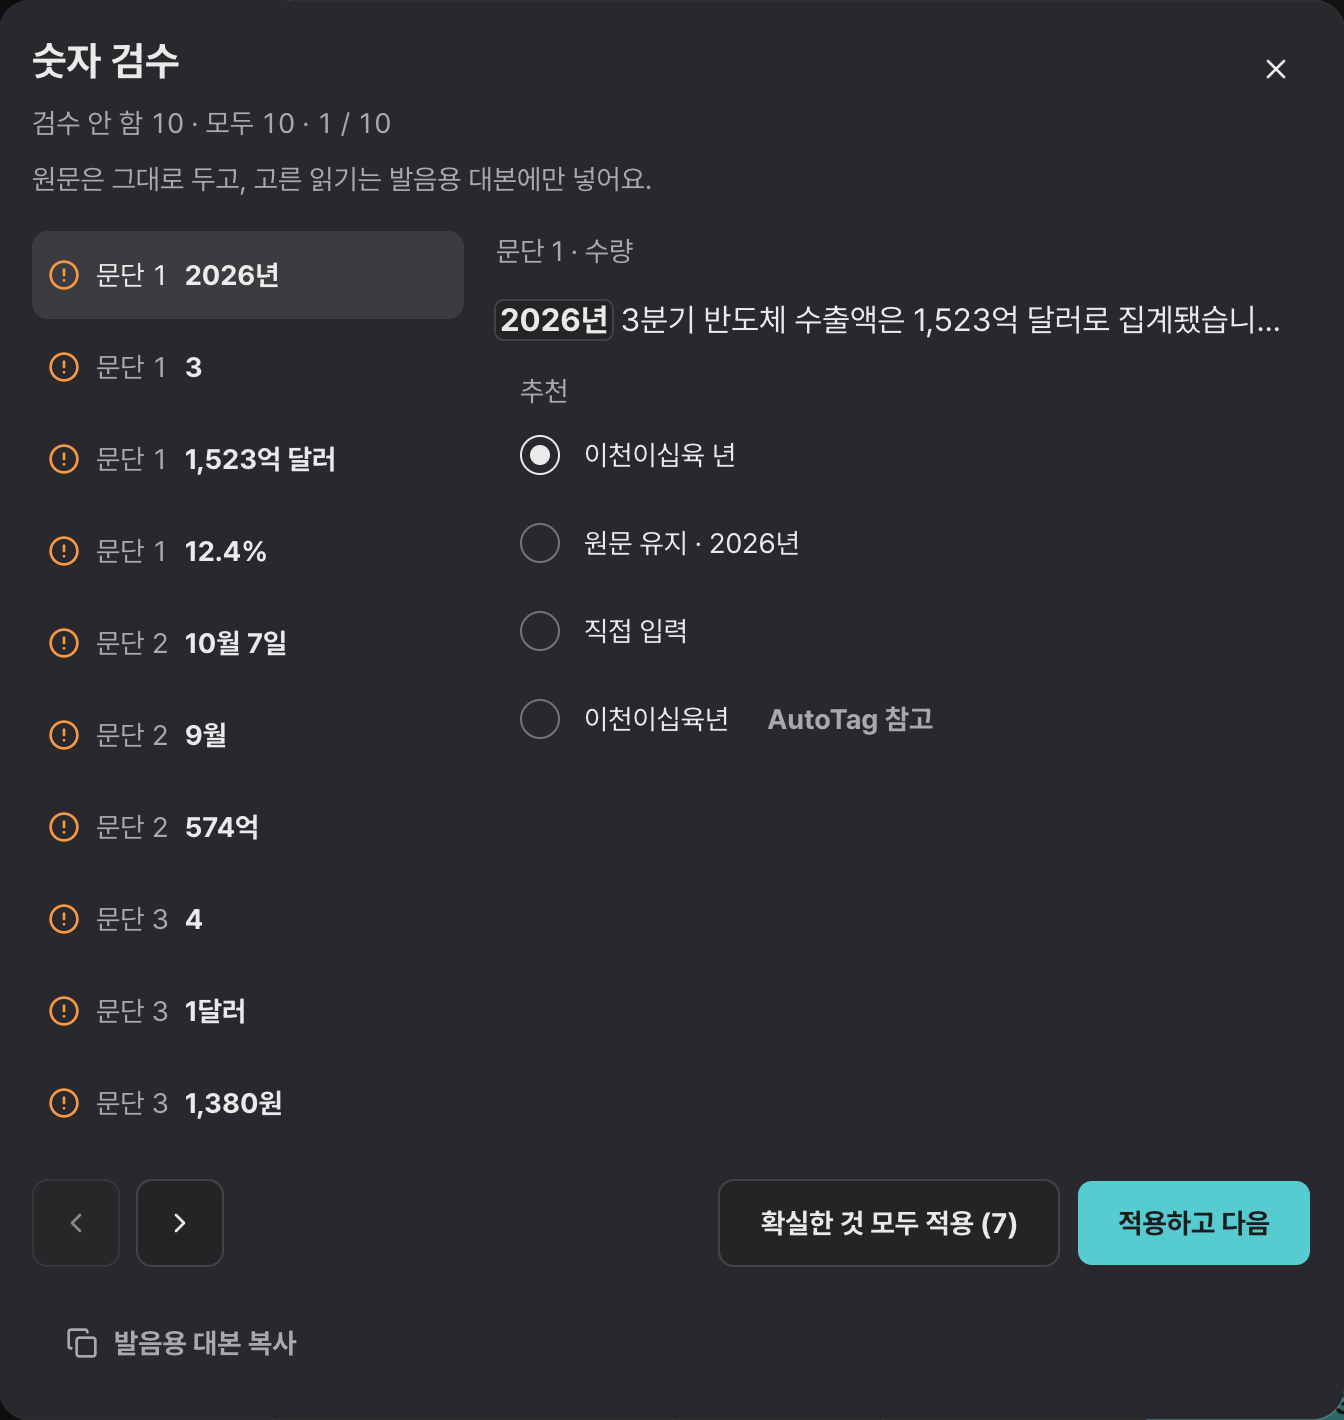 숫자 검수
검수 안 함 10 · 모두 10 · 1 / 10
원문은 그대로 두고, 고른 읽기는 발음용 대본에만 넣어요.
문단 1 2026년
문단 1 3
문단 1 1,523억 달러
문단 1 12.4%
문단 2 10월 7일
문단 2 9월
문단 2 574억
문단 3 4
문단 3 1달러
문단 3 1,380원
문단 1 · 수량
2026년 3분기 반도체 수출액은 1,523억 달러로 집계됐습니...
추천
이천이십육 년
원문 유지 · 2026년
직접 입력
이천이십육년 AutoTag 참고
확실한 것 모두 적용 (7)
적용하고 다음
발음용 대본 복사